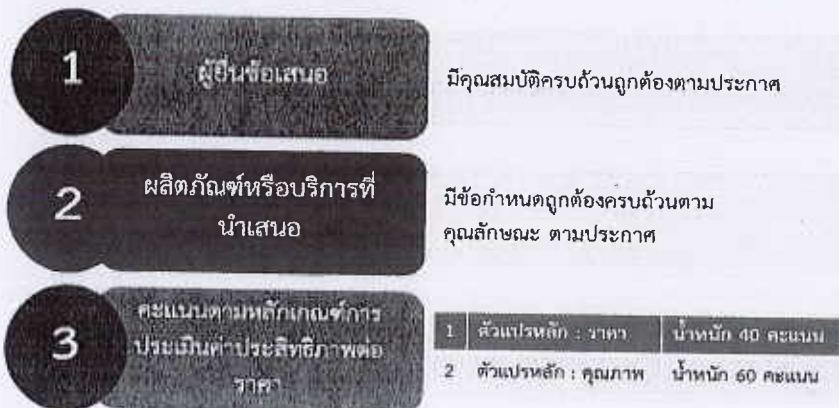 1
ผู้ยื่นข้อเสนอ
มีคุณสมบัติครบถ้วนถูกต้องตามประกาศ
2
ผลิตภัณฑ์หรือบริการที่
นำเสนอ
มีข้อกำหนดถูกต้องครบถ้วนตาม
คุณลักษณะ ตามประกาศ
3
คะแนนตามหลักเกณฑ์การ
ประเมินค่าประสิทธิภาพต่อ
ราคา
1 ตัวแปรหลัก : ราคา น้ำหนัก 40 คะแนน
2 ตัวแปรหลัก : คุณภาพ น้ำหนัก 60 คะแนน